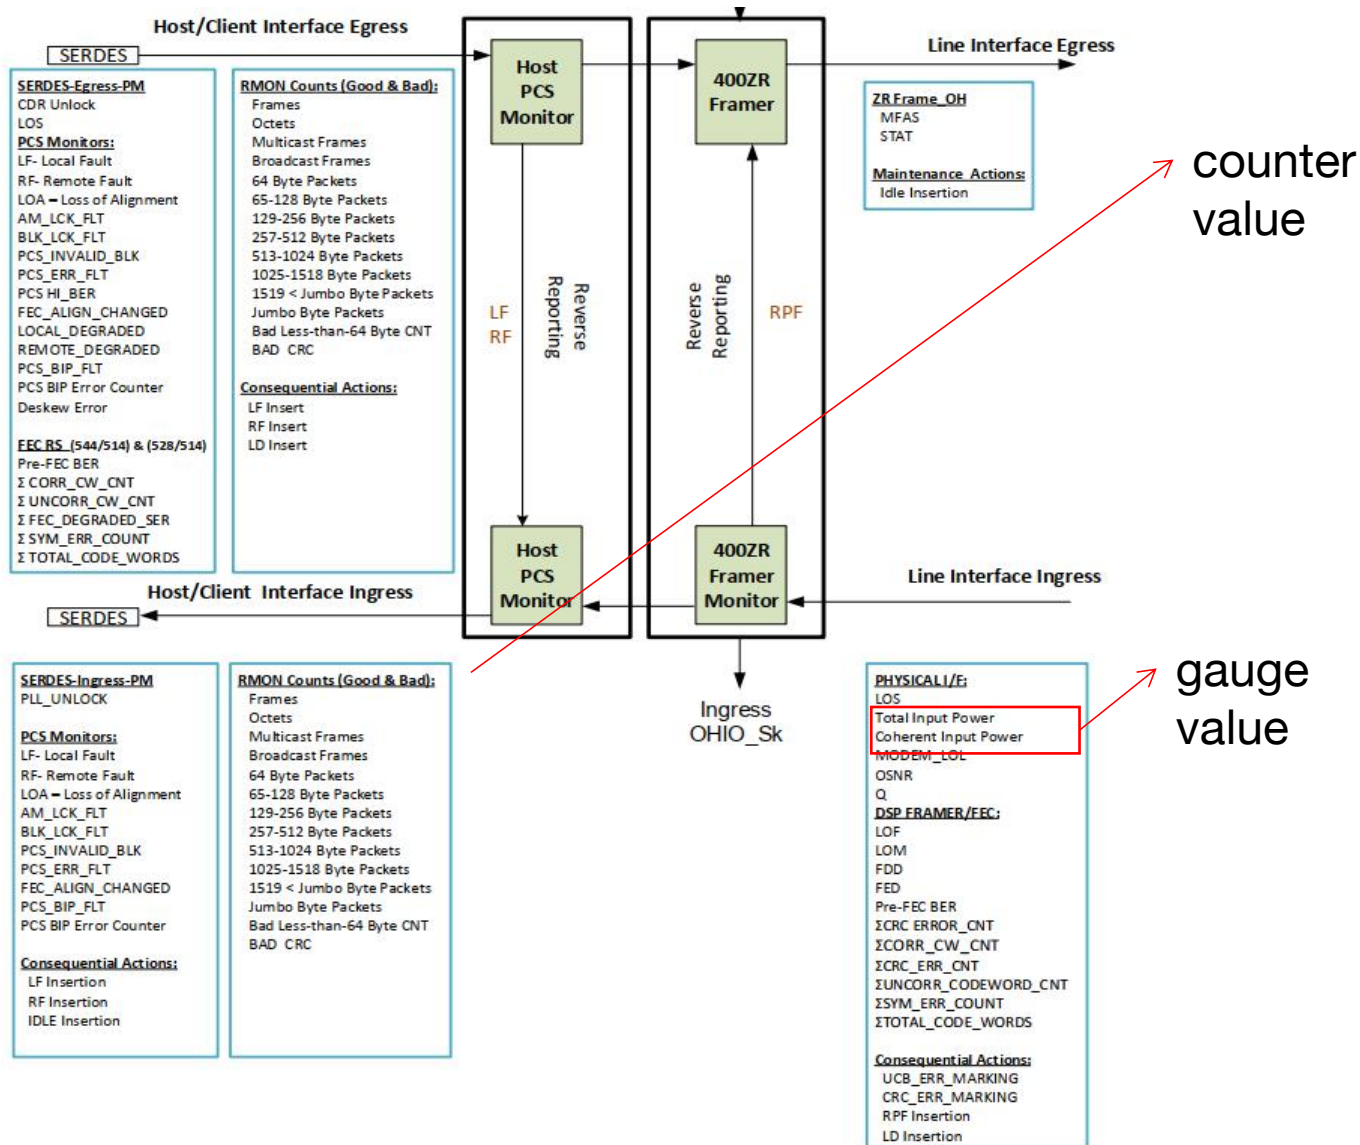 Host/Client Interface Egress
SERDES
SERDES-Egress-PM
CDR Unlock
LOS
PCS Monitors:
LF- Local Fault
RF- Remote Fault
LOA – Loss of Alignment
AM_LCK_FLT
BLK_LCK_FLT
PCS_INVALID_BLK
PCS_ERR_FLT
PCS HI_BER
FEC_ALIGN_CHANGED
LOCAL_DEGRADED
REMOTE_DEGRADED
PCS_BIP_FLT
PCS BIP Error Counter
Deskew Error
FEC RS (544/514) & (528/514)
Pre-FEC BER
Σ CORR_CW_CNT
Σ UNCORR_CW_CNT
Σ FEC_DEGRADED_SER
Σ SYM_ERR_COUNT
Σ TOTAL_CODE_WORDS
RMON Counts (Good & Bad):
Frames
Octets
Multicast Frames
Broadcast Frames
64 Byte Packets
65-128 Byte Packets
129-256 Byte Packets
257-512 Byte Packets
513-1024 Byte Packets
1025-1518 Byte Packets
1519 < Jumbo Byte Packets
Jumbo Byte Packets
Bad Less-than-64 Byte CNT
BAD CRC
Consequential Actions:
LF Insert
RF Insert
LD Insert
Host
PCS
Monitor
400ZR
Framer
LF
RF
Reverse
Reporting
Reverse
Reporting
RPF
Host
PCS
Monitor
400ZR
Framer
Monitor
Line Interface Egress
ZR Frame_OH
MFAS
STAT
Maintenance Actions:
Idle Insertion
counter
value
Host/Client Interface Ingress
SERDES
Line Interface Ingress
SERDES-Ingress-PM
PLL_UNLOCK
PCS Monitors:
LF- Local Fault
RF- Remote Fault
LOA – Loss of Alignment
AM_LCK_FLT
BLK_LCK_FLT
PCS_INVALID_BLK
PCS_ERR_FLT
FEC_ALIGN_CHANGED
PCS_BIP_FLT
PCS BIP Error Counter
Consequential Actions:
LF Insertion
RF Insertion
IDLE Insertion
RMON Counts (Good & Bad):
Frames
Octets
Multicast Frames
Broadcast Frames
64 Byte Packets
65-128 Byte Packets
129-256 Byte Packets
257-512 Byte Packets
513-1024 Byte Packets
1025-1518 Byte Packets
1519 < Jumbo Byte Packets
Jumbo Byte Packets
Bad Less-than-64 Byte CNT
BAD CRC
Ingress
OHIO_Sk
PHYSICAL I/F:
LOS
Total Input Power
Coherent Input Power
MODEM_LOL
OSNR
Q
DSP FRAMER/FEC:
LOF
LOM
FDD
FED
Pre-FEC BER
ΣCRC ERROR_CNT
ΣCORR_CW_CNT
ΣCRC_ERR_CNT
ΣUNCORR_CODEWORD_CNT
ΣSYM_ERR_COUNT
ΣTOTAL_CODE_WORDS
Consequential Actions:
UCB_ERR_MARKING
CRC_ERR_MARKING
RPF Insertion
LD Insertion
gauge
value